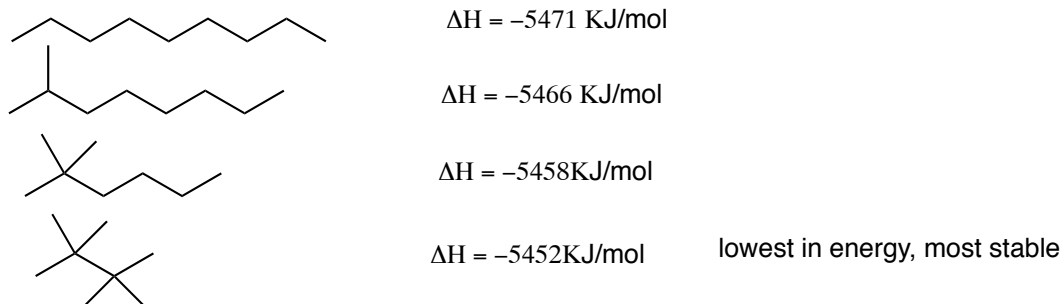 ΔH = −5471 KJ/mol
ΔH = −5466 KJ/mol
ΔH = −5458KJ/mol
ΔH = −5452KJ/mol lowest in energy, most stable